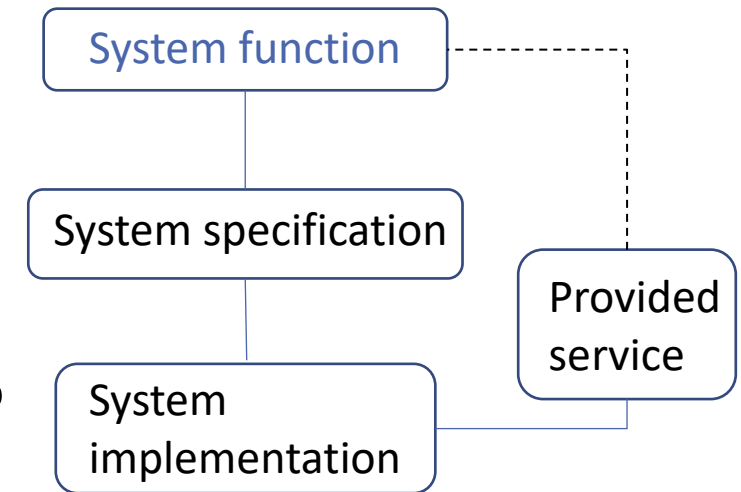 System function
System specification
Provided
service
System
implementation